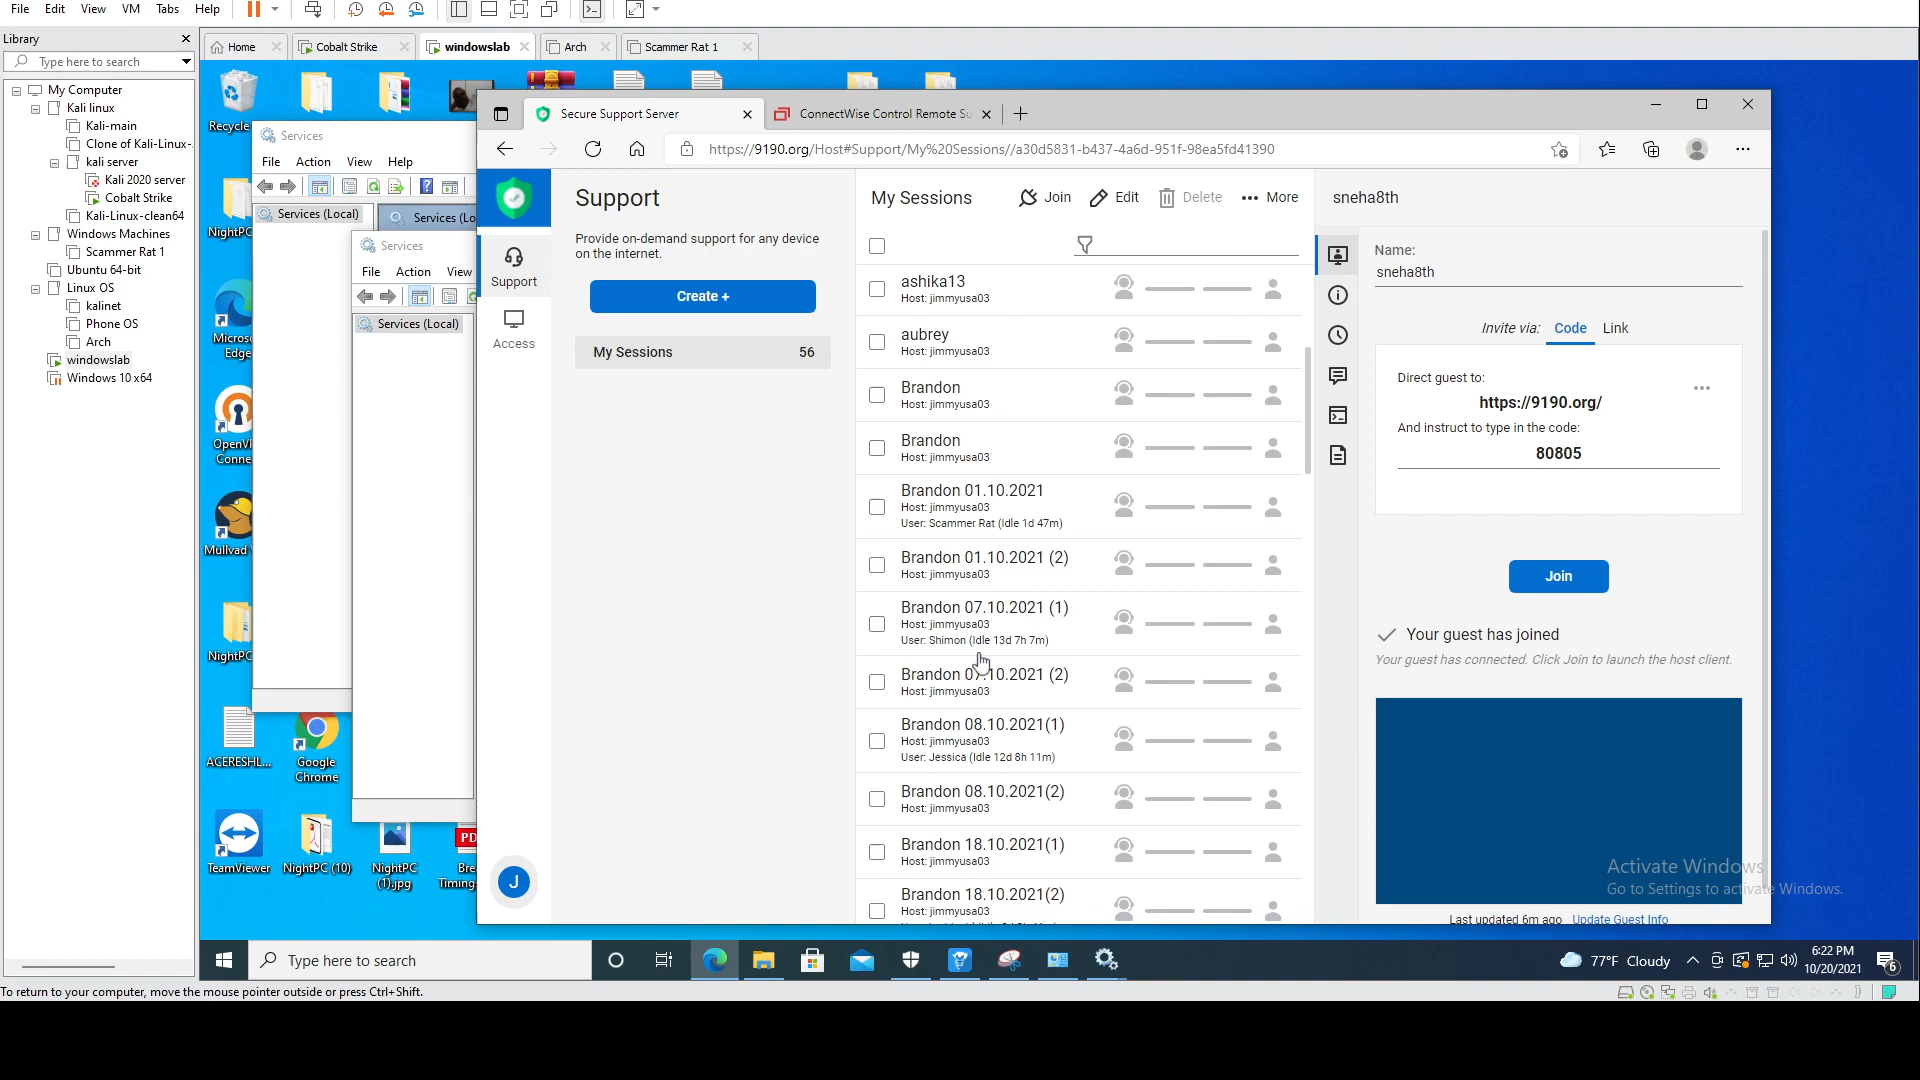 File Edit View VM Tabs Help
Library
Type here to search
My Computer
Kali linux
Kali-main
Clone of Kali-Linux-
kali server
Kali 2020 server
Cobalt Strike
Kali-Linux-clean64
Windows Machines
Scammer Rat 1
Ubuntu 64-bit
Linux OS
kalinet
Phone OS
Arch
windowslab
Windows 10 x64
Home
Cobalt Strike
windowslab
Arch
Scammer Rat 1
Recycle
NightPC
Microso
Edge
OpenVP
Conne
Mullvad
NightPC
ACERESHL...
Google
Chrome
TeamViewer
NightPC (10)
NightPC
(1).jpg
PD
Bre
Timing
Services
File Action View Help
Services (Local)
Services (Lo
Services
File Action View
Services (Local)
Secure Support Server
ConnectWise Control Remote Su
https://9190.org/Host#Support/My%20Sessions//a30d5831-b437-4a6d-951f-98ea5fd41390
Support
Access
J
Support
Provide on-demand support for any device
on the internet.
Create +
My Sessions 56
My Sessions
Join Edit Delete More
ashika13
Host: jimmyusa03
aubrey
Host: jimmyusa03
Brandon
Host: jimmyusa03
Brandon
Host: jimmyusa03
Brandon 01.10.2021
Host: jimmyusa03
User: Scammer Rat (Idle 1d 47m)
Brandon 01.10.2021 (2)
Host: jimmyusa03
Brandon 07.10.2021 (1)
Host: jimmyusa03
User: Shimon (Idle 13d 7h 7m)
Brandon 07.10.2021 (2)
Host: jimmyusa03
Brandon 08.10.2021(1)
Host: jimmyusa03
User: Jessica (Idle 12d 8h 11m)
Brandon 08.10.2021(2)
Host: jimmyusa03
Brandon 18.10.2021(1)
Host: jimmyusa03
Brandon 18.10.2021(2)
Host: jimmyusa03
sneha8th
Name:
sneha8th
Invite via: Code Link
Direct guest to:
https://9190.org/
And instruct to type in the code:
80805
Join
Your guest has joined
Your guest has connected. Click Join to launch the host client.
Activate Windows
Go to Settings to activate Windows.
Last updated 6m ago Update Guest Info
Type here to search
77°F Cloudy
6:22 PM
10/20/2021
6
To return to your computer, move the mouse pointer outside or press Ctrl+Shift.